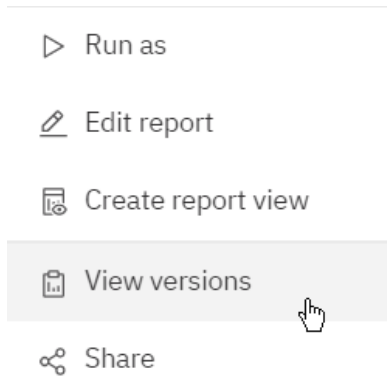 Run as
Edit report
Create report view
View versions
Share